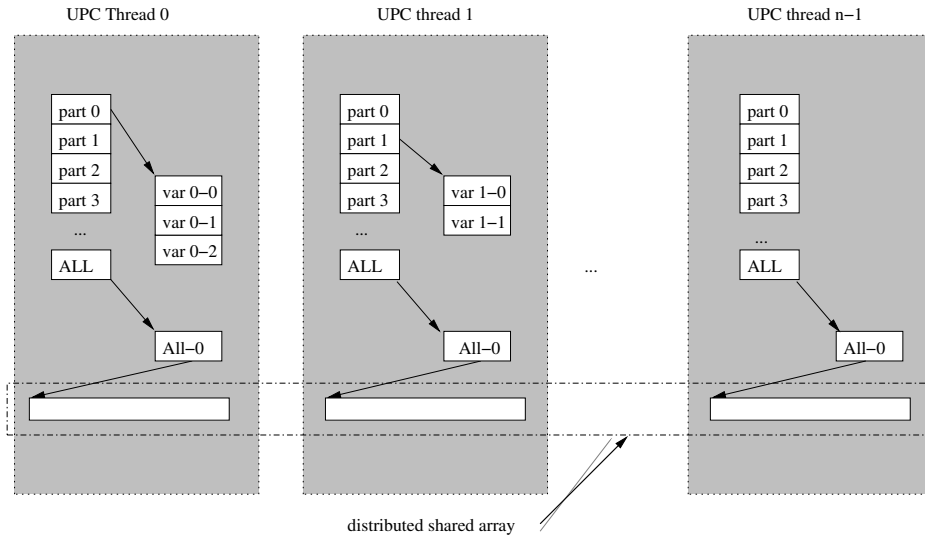 UPC Thread 0
UPC thread 1
UPC thread n−1
part 0
part 1
part 2
part 3
...
ALL
var 0−0
var 0−1
var 0−2
All−0
part 0
part 1
part 2
part 3
...
ALL
var 1−0
var 1−1
All−0
...
part 0
part 1
part 2
part 3
...
ALL
All−0
distributed shared array